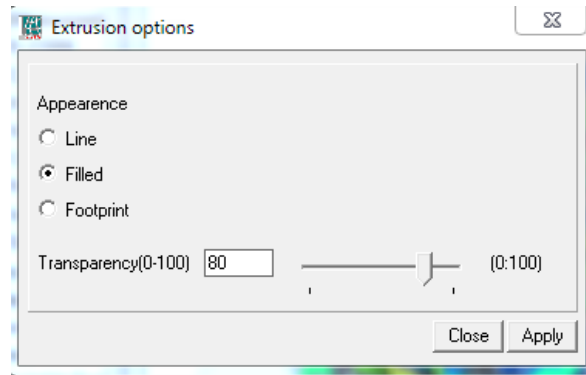 Extrusion options
Appearence
Line
Filled
Footprint
Transparency(0-100) 80 (0:100)
Close Apply